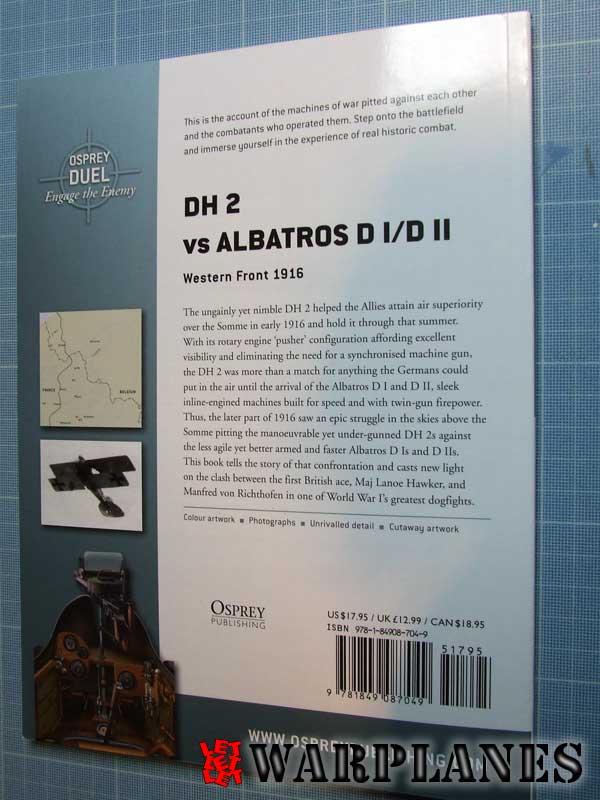 This is the account of the machines of war pitted against each other
and the combatants who operated them. Step onto the battlefield
and immerse yourself in the experience of real historic combat.
OSPREY
DUEL
Engage the Enemy
DH 2
vs ALBATROS D I/D II
Western Front 1916
The ungainly yet nimble DH 2 helped the Allies attain air superiority
over the Somme in early 1916 and hold it through that summer.
With its rotary engine 'pusher' configuration affording excellent
visibility and eliminating the need for a synchronised machine gun,
the DH 2 was more than a match for anything the Germans could
put in the air until the arrival of the Albatros D I and D II, sleek
inline-engined machines built for speed and with twin-gun firepower.
Thus, the later part of 1916 saw an epic struggle in the skies above the
Somme pitting the manoeuvrable yet under-gunned DH 2s against
the less agile yet better armed and faster Albatros D Is and D IIs.
This book tells the story of that confrontation and casts new light
on the clash between the first British ace, Maj Lanoe Hawker, and
Manfred von Richthofen in one of World War I's greatest dogfights.
Colour artwork ■ Photographs ■ Unrivalled detail ■ Cutaway artwork
FRANCE
BELGIUM
OSPREY
PUBLISHING
US $17.95 / UK £12.99 / CAN $18.95
ISBN 978-1-84908-704-9
51795
9 781849 087049
WWW.OSPREYPUBLISHING.COM
LET LET LET
WARPLANES